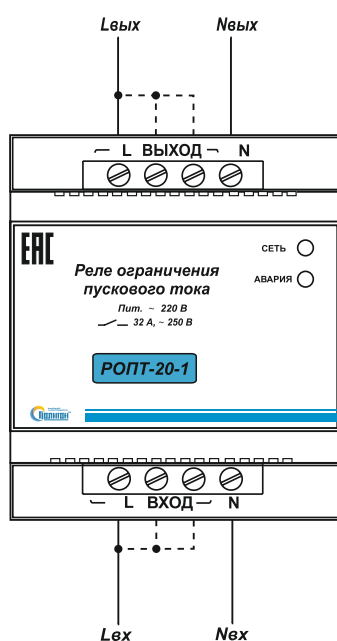 Lвых Nвых
L ВЫХОД N
EAC
СЕТЬ
АВАРИЯ
Реле ограничения
пускового тока
Пит. ~ 220 В
32 А, ~ 250 В
РОПТ-20-1
Полигон
L ВХОД N
Lвх Nвх